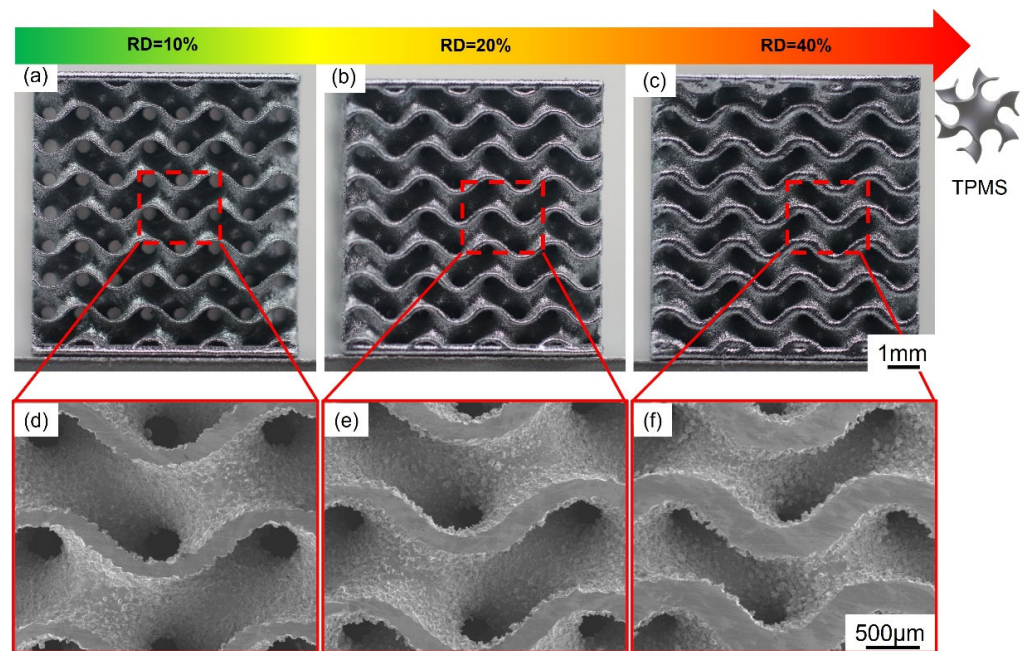 RD=10%
RD=20%
RD=40%
(a)
(b)
(c)
TPMS
1mm
(d)
(e)
(f)
500μm